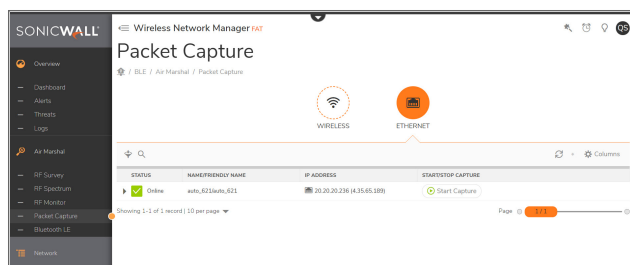 SONICWALL
Wireless Network Manager FAT
QS
Packet Capture
/ BLE / Air Marshal / Packet Capture
WIRELESS
ETHERNET
Columns
STATUS NAME/FRIENDLY NAME IP ADDRESS START/STOP CAPTURE
Online auto_621/auto_621 20.20.20.236 (4.35.65.189) Start Capture
Showing 1-1 of 1 record | 10 per page
Page 1 / 1
Overview
Dashboard
Alerts
Threats
Logs
Air Marshal
RF Survey
RF Spectrum
RF Monitor
Packet Capture
Bluetooth LE
Network